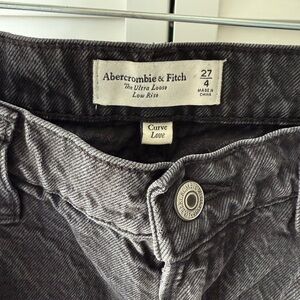 Abercrombie & Fitch
The Ultra Loose
Low Rise
27
4
MADE IN
CHINA
Curve
Love